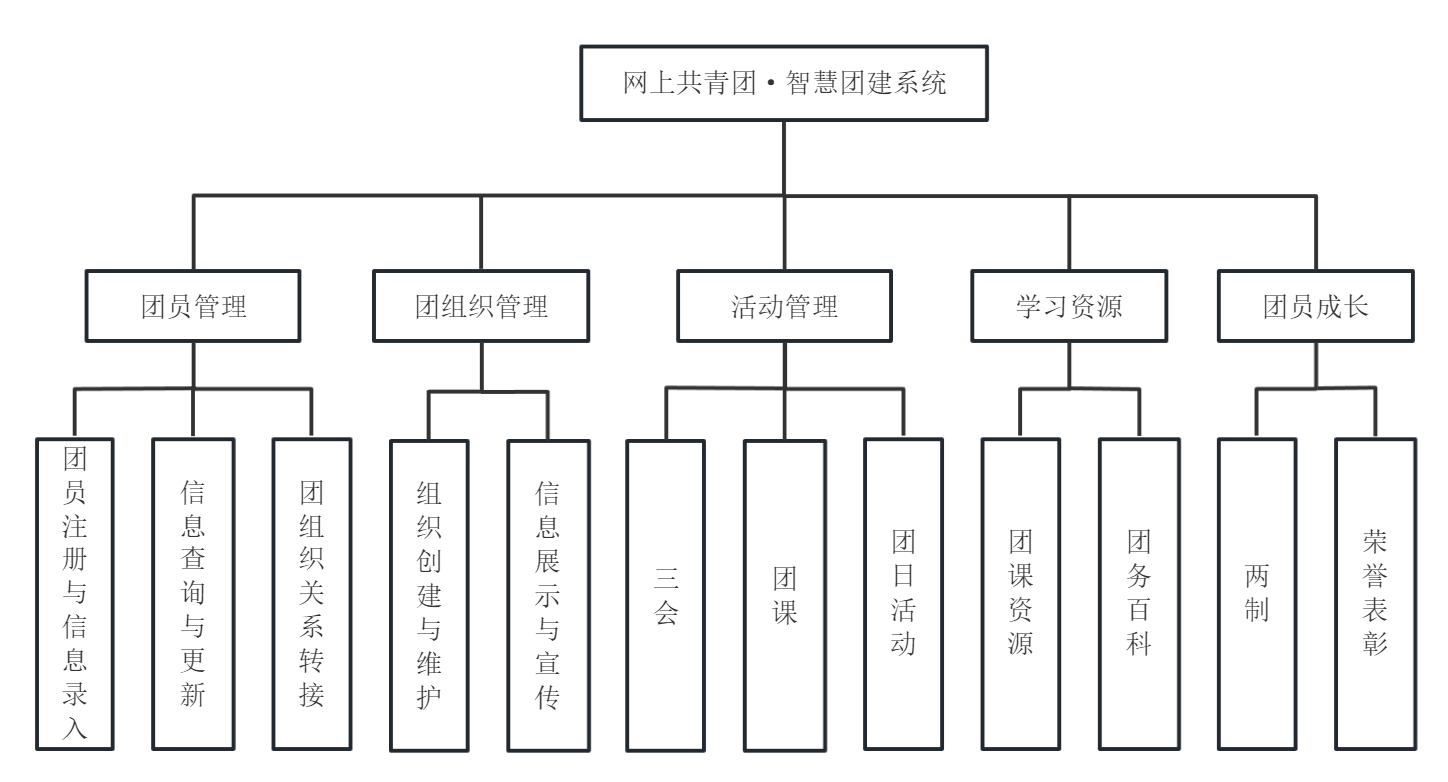 网上共青团·智慧团建系统
团员管理
团组织管理
活动管理
学习资源
团员成长
团员注册与信息录入
信息查询与更新
团组织关系转接
组织创建与维护
信息展示与宣传
三会
团课
团日活动
团课资源
团务百科
两制
荣誉表彰